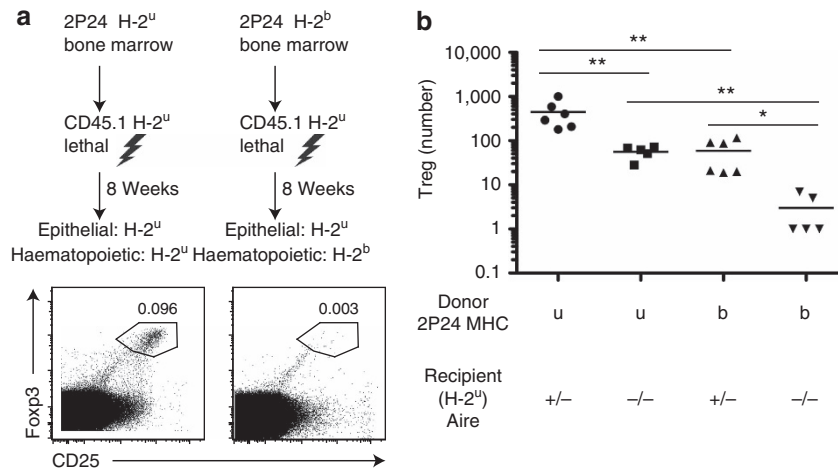 a
2P24 H-2ᵘ
bone marrow
2P24 H-2ᵇ
bone marrow
CD45.1 H-2ᵘ
lethal
CD45.1 H-2ᵘ
lethal
8 Weeks
8 Weeks
Epithelial: H-2ᵘ
Haematopoietic: H-2ᵘ
Epithelial: H-2ᵘ
Haematopoietic: H-2ᵇ
0.096
0.003
Foxp3
CD25
b
**
**
**
*
10,000
1,000
100
10
1
0.1
Treg (number)
Donor
2P24 MHC
u u b b
Recipient
(H-2ᵘ)
Aire
+/– –/– +/– –/–